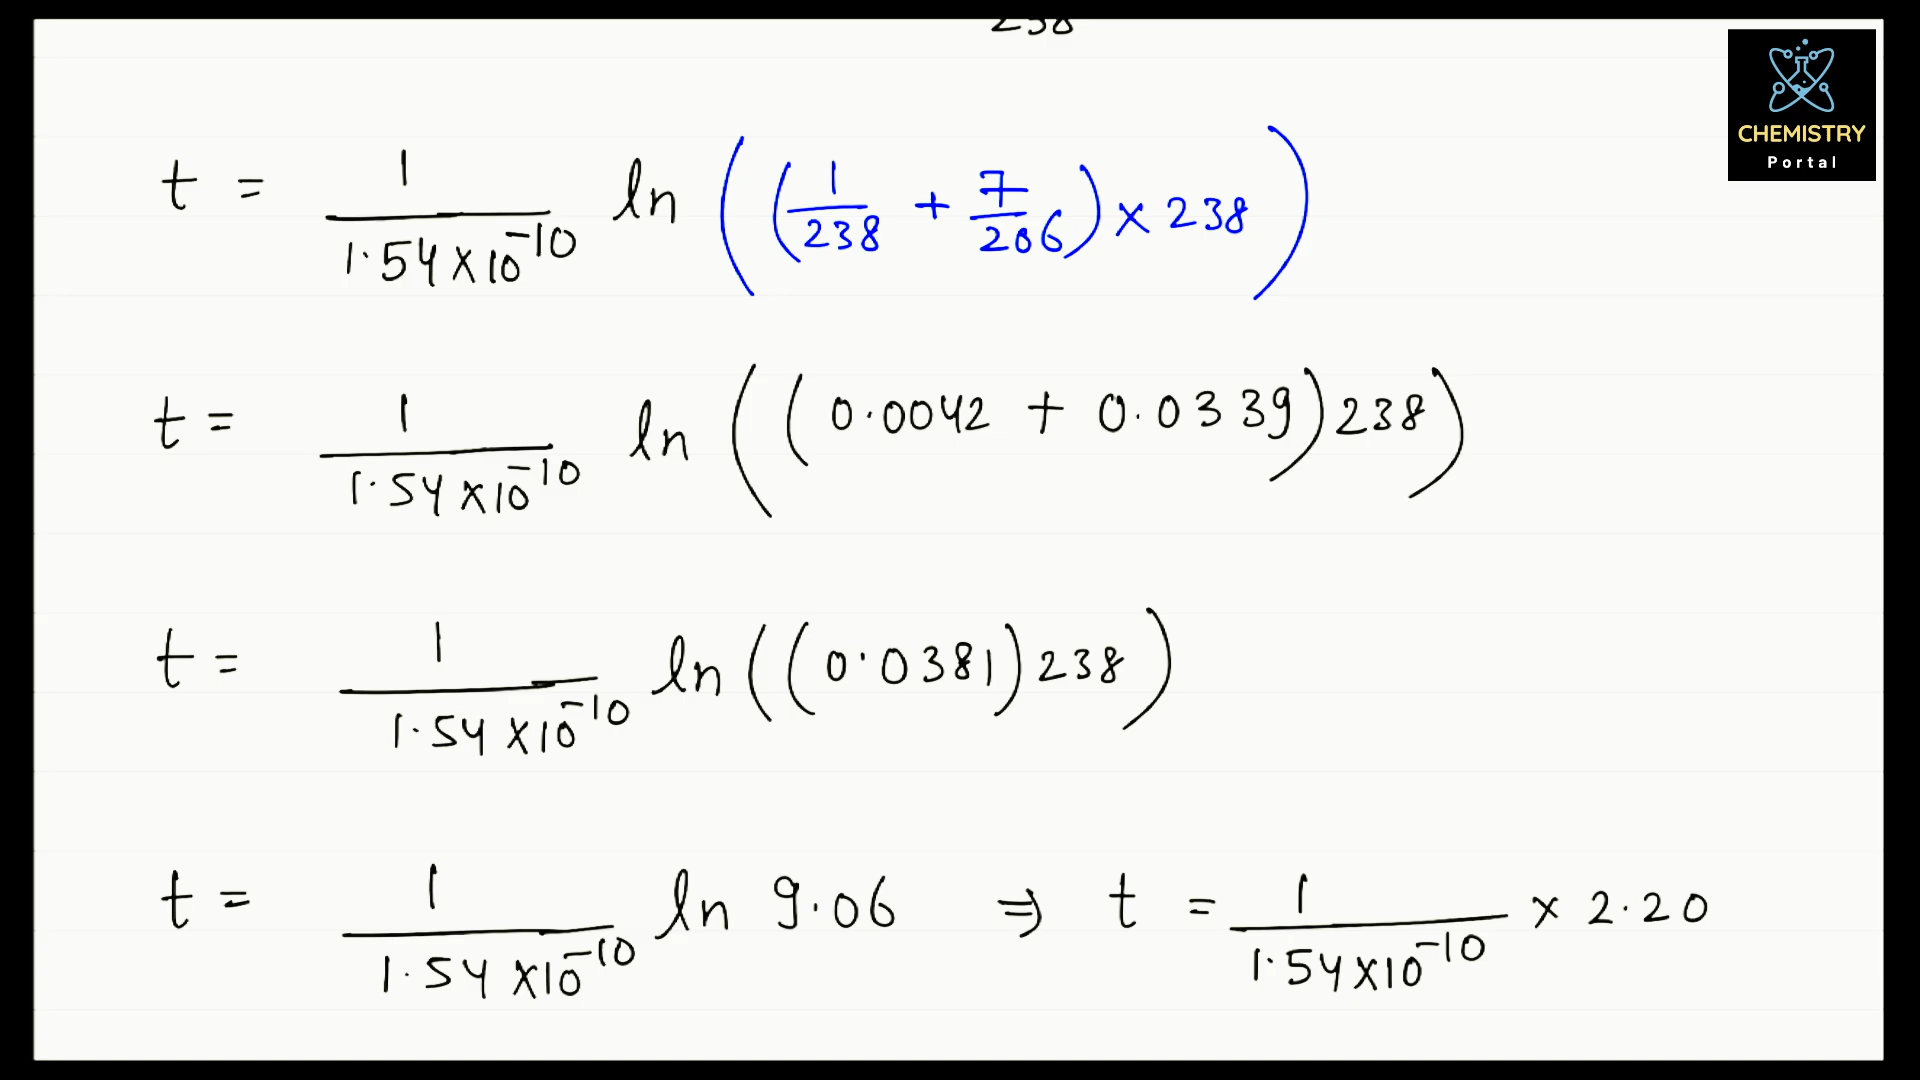 238
CHEMISTRY
Portal
t = 1/(1.54 × 10⁻¹⁰) ln ((1/238 + 7/206) × 238)
t = 1/(1.54 × 10⁻¹⁰) ln ((0.0042 + 0.0339) 238)
t = 1/(1.54 × 10⁻¹⁰) ln ((0.0381) 238)
t = 1/(1.54 × 10⁻¹⁰) ln 9.06 ⇒ t = 1/(1.54 × 10⁻¹⁰) × 2.20